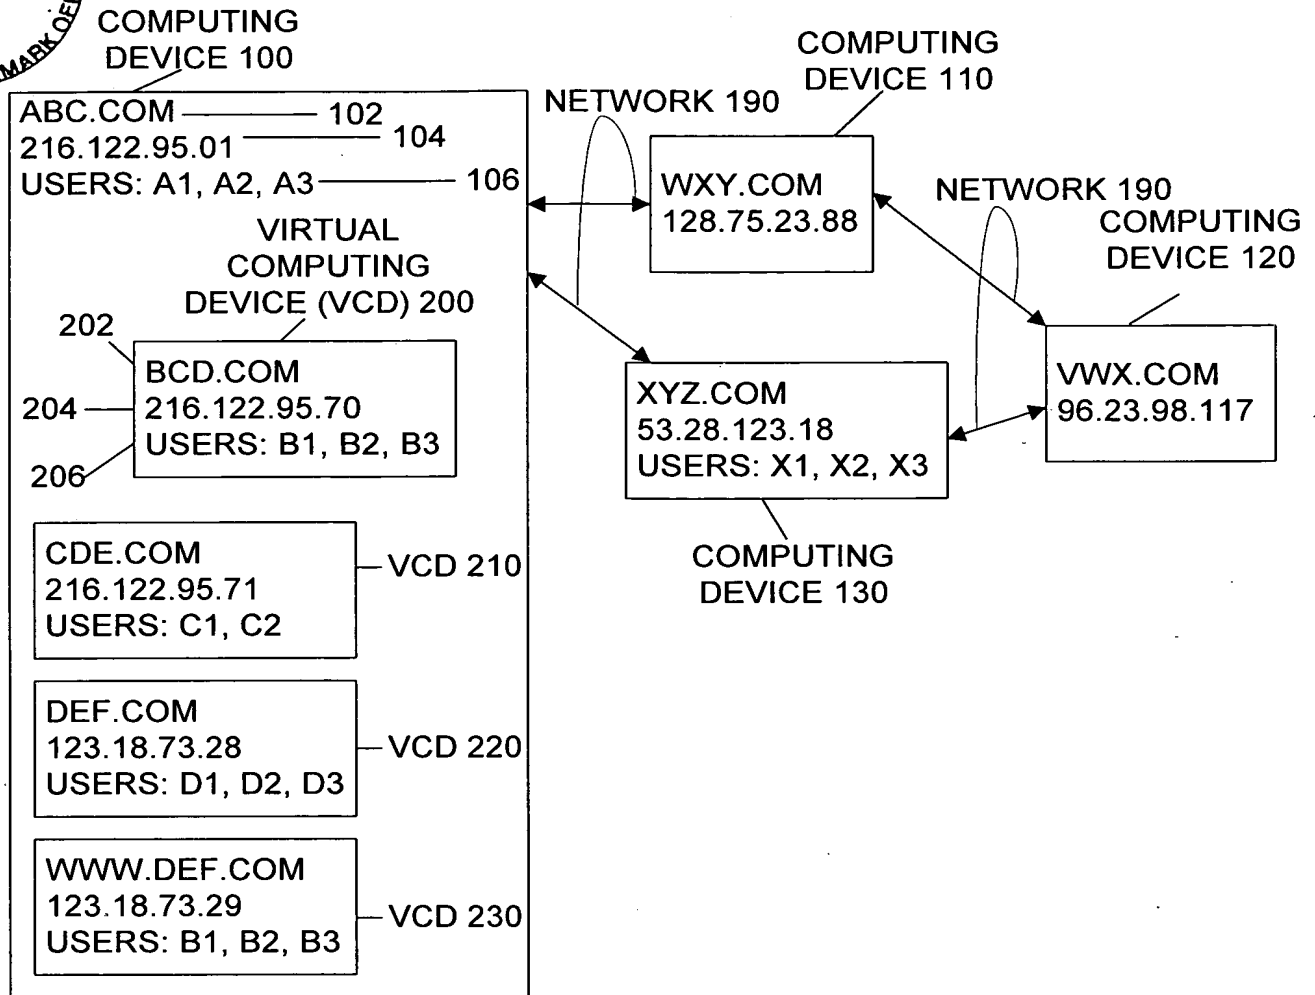 MARK OF
COMPUTING
DEVICE 100
ABC.COM
102
216.122.95.01
104
USERS: A1, A2, A3
106
VIRTUAL
COMPUTING
DEVICE (VCD) 200
202
BCD.COM
204
216.122.95.70
USERS: B1, B2, B3
206
CDE.COM
216.122.95.71
USERS: C1, C2
VCD 210
DEF.COM
123.18.73.28
USERS: D1, D2, D3
VCD 220
WWW.DEF.COM
123.18.73.29
USERS: B1, B2, B3
VCD 230
NETWORK 190
COMPUTING
DEVICE 110
WXY.COM
128.75.23.88
NETWORK 190
COMPUTING
DEVICE 120
VWX.COM
96.23.98.117
XYZ.COM
53.28.123.18
USERS: X1, X2, X3
COMPUTING
DEVICE 130